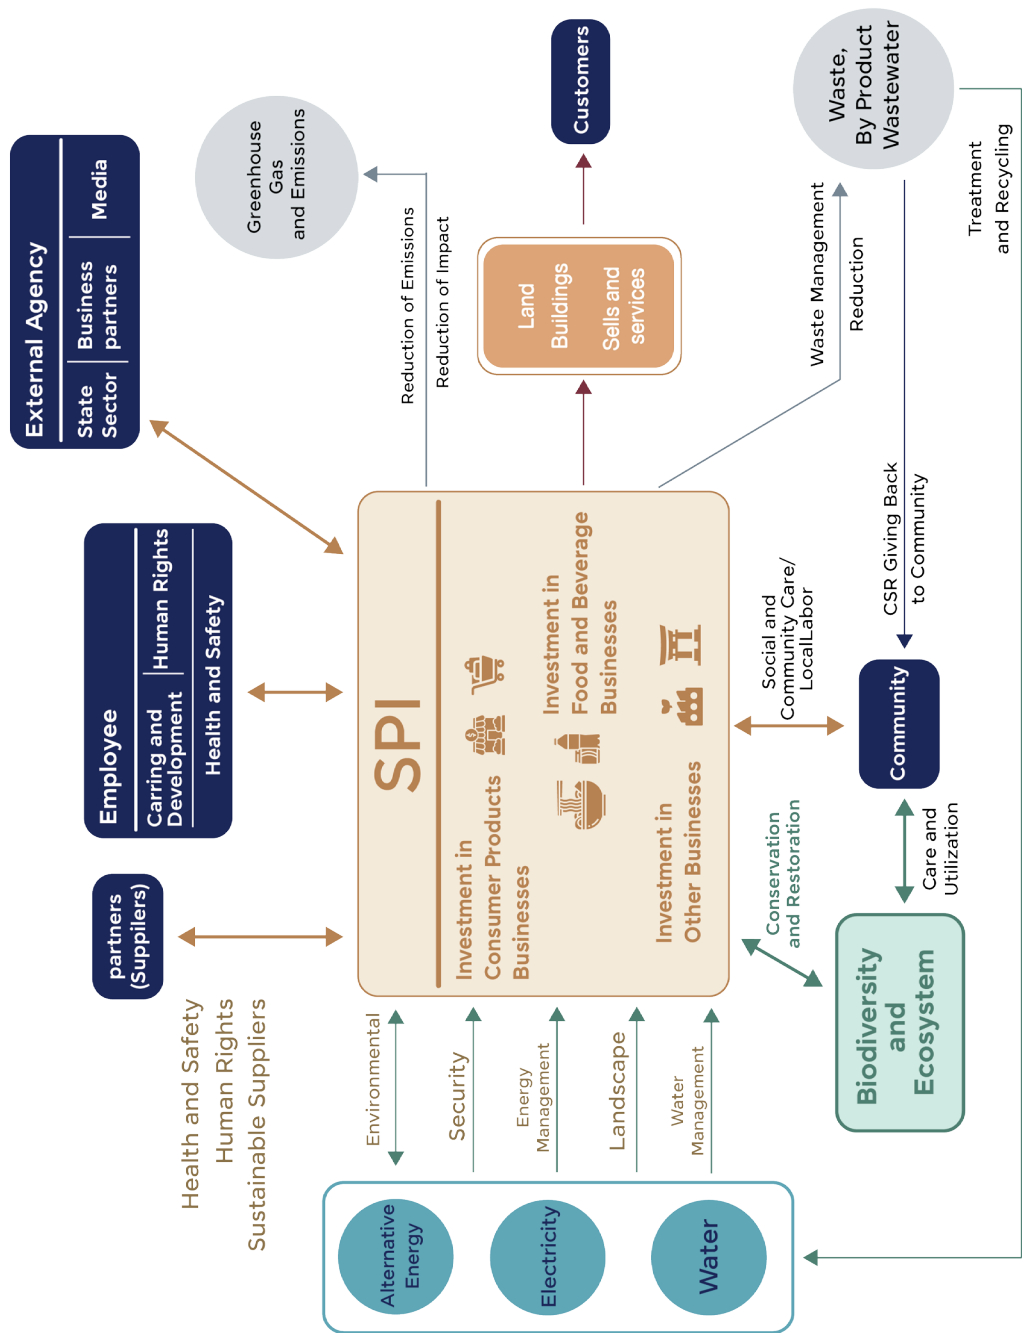 partners
(Suppilers)
Health and Safety
Human Rights
Sustainable Suppliers
Employee
Carring and
Development
Human Rights
Health and Safety
External Agency
State
Sector
Business
partners
Media
Alternative
Energy
Electricity
Water
Environmental
Security
Energy
Management
Landscape
Water
Management
SPI
Investment in
Consumer Products
Businesses
Investment in
Food and Beverage
Businesses
Investment in
Other Businesses
Reduction of Emissions
Reduction of Impact
Greenhouse
Gas
and Emissions
Land
Buildings
Sells and
services
Customers
Waste Management
Reduction
Waste,
By Product
Wastewater
Conservation
and Restoration
Social and
Community Care/
LocalLabor
CSR Giving Back
to Community
Biodiversity
and
Ecosystem
Care and
Utilization
Community
Treatment
and Recycling